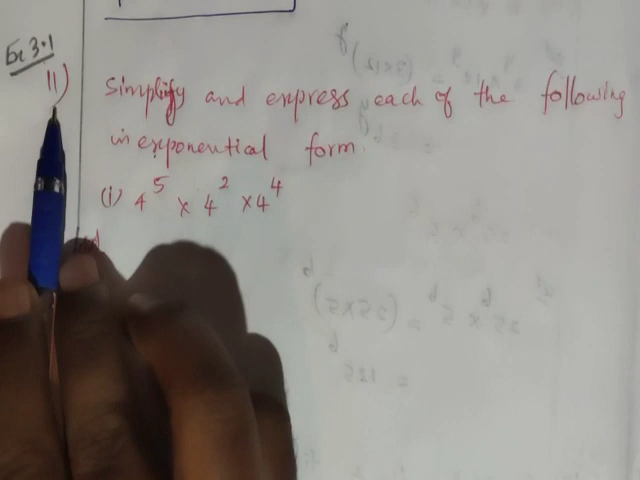 Ex 3.1
11) Simplify and express each of the following
in exponential form.
(i) 4⁵ × 4² × 4⁴